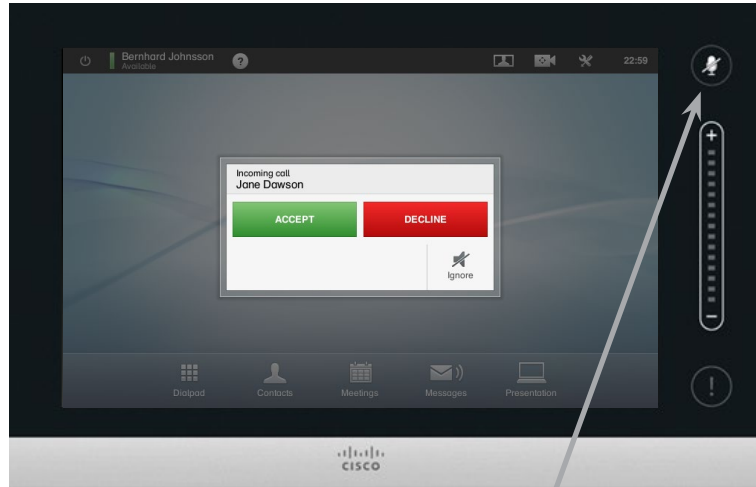 Bernhard Johnsson
Available
?
22:59
Incoming call
Jane Dawson
ACCEPT
DECLINE
Ignore
+
−
!
Dialpad
Contacts
Meetings
Messages
Presentation
CISCO